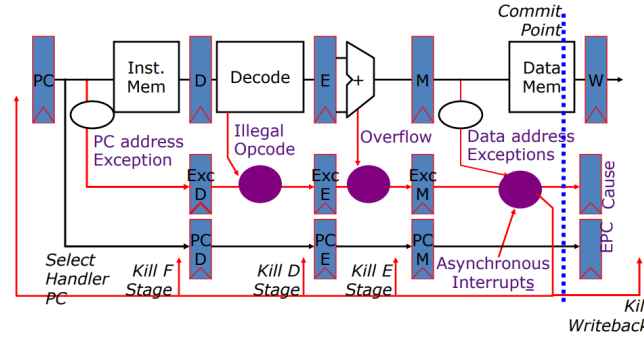 Commit
Point
PC
Inst.
Mem
D
Decode
E
+
M
Data
Mem
W
PC address
Exception
Illegal
Opcode
Overflow
Data address
Exceptions
Exc
D
Exc
E
Exc
M
Cause
PC
D
PC
E
PC
M
EPC
Select
Handler
PC
Kill F
Stage
Kill D
Stage
Kill E
Stage
Asynchronous
Interrupts
Writeback